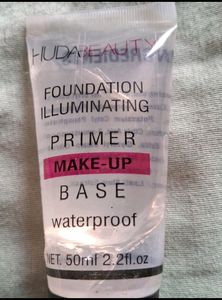 HUDABEAUTY
FOUNDATION
ILLUMINATING
PRIMER
MAKE-UP
BASE
waterproof
NET. 50ml 2.2fl.oz